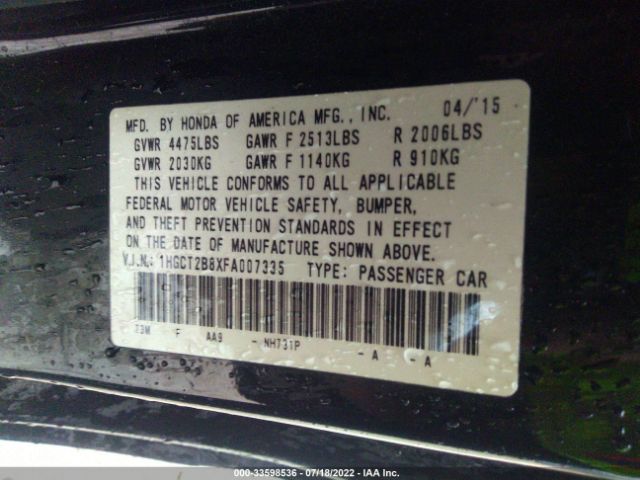 MFD. BY HONDA OF AMERICA MFG., INC. 04/'15
GVWR 4475LBS GAWR F 2513LBS R 2006LBS
GVWR 2030KG GAWR F 1140KG R 910KG
THIS VEHICLE CONFORMS TO ALL APPLICABLE
FEDERAL MOTOR VEHICLE SAFETY, BUMPER,
AND THEFT PREVENTION STANDARDS IN EFFECT
ON THE DATE OF MANUFACTURE SHOWN ABOVE.
V.I.N.: 1HGCT2B8XFA007335 TYPE: PASSENGER CAR
23M F AA9 - NH731P - A - A
000-33598536 - 07/18/2022 - IAA Inc.